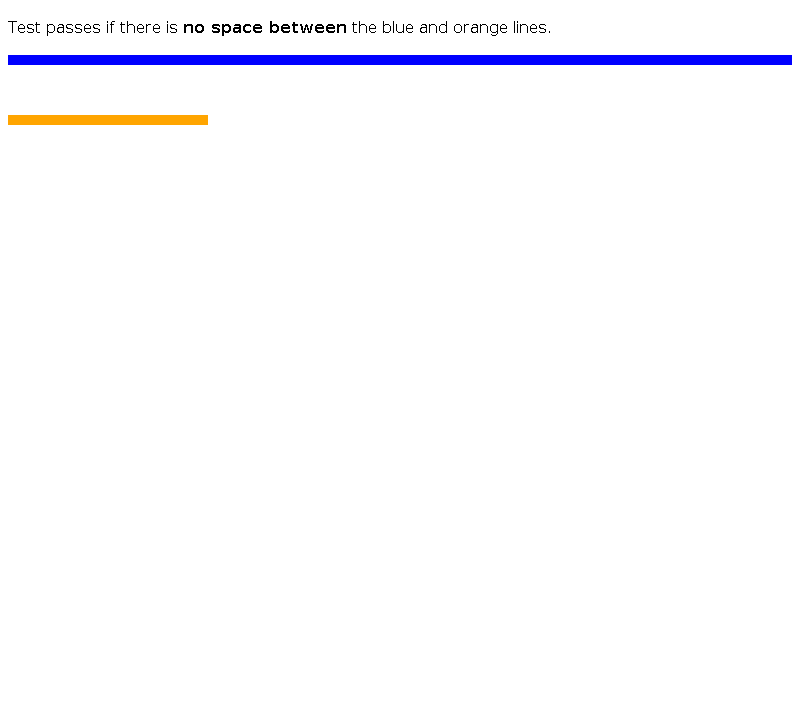 Test passes if there is no space between the blue and orange lines.